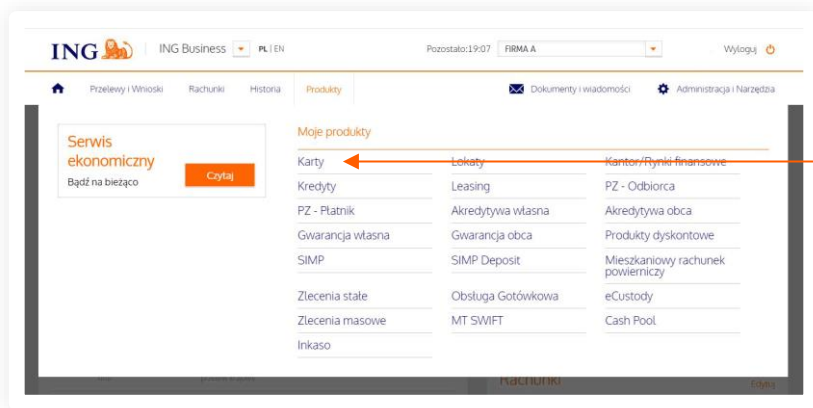 ING ING Business PL | EN Pozostało:19:07 FIRMA A Wyloguj
Przelewy i Wnioski Rachunki Historia Produkty Dokumenty i wiadomości Administracja i Narzędzia
Serwis
ekonomiczny
Bądź na bieżąco
Czytaj
Moje produkty
Karty Lokaty Kantor/Rynki finansowe
Kredyty Leasing PZ - Odbiorca
PZ - Płatnik Akredytywa własna Akredytywa obca
Gwarancja własna Gwarancja obca Produkty dyskontowe
SIMP SIMP Deposit Mieszkaniowy rachunek
powierniczy
Zlecenia stałe Obsługa Gotówkowa eCustody
Zlecenia masowe MT SWIFT Cash Pool
Inkaso
Rachunki Edytuj